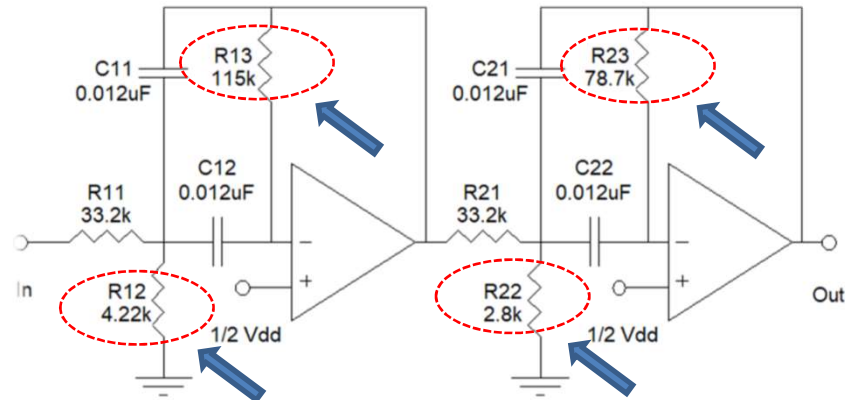 R13
115k
C11
0.012uF
R23
78.7k
C21
0.012uF
C12
0.012uF
C22
0.012uF
R11
33.2k
R21
33.2k
−
+
−
+
In
R12
4.22k
1/2 Vdd
R22
2.8k
1/2 Vdd
Out